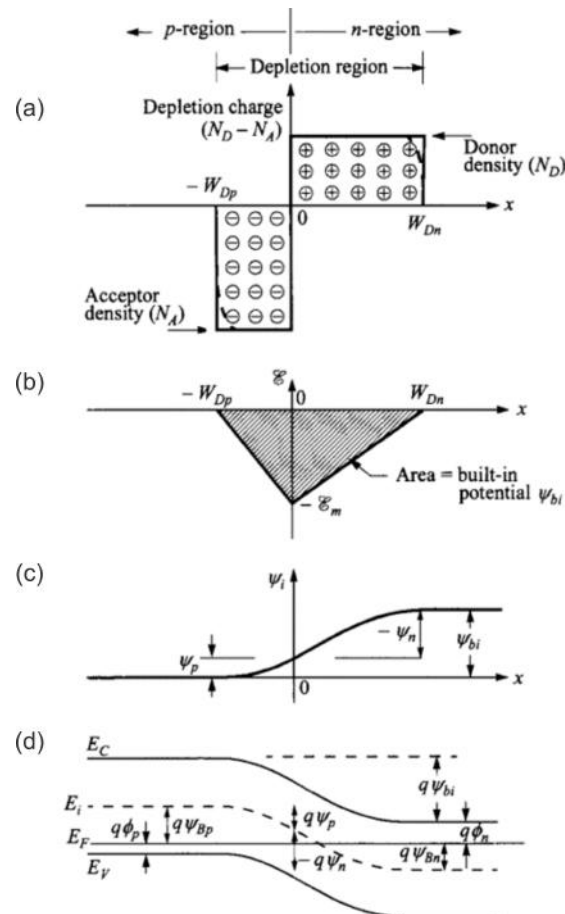 p-region
n-region
Depletion region
(a)
Depletion charge
(N_D − N_A)
Donor
density (N_D)
− W_Dp
0
W_Dn
x
Acceptor
density (N_A)
(b)
ℰ
− W_Dp
0
W_Dn
x
Area = built-in
potential ψ_bi
− ℰ_m
(c)
ψ_i
ψ_p
− ψ_n
ψ_bi
0
x
(d)
E_C
qψ_bi
E_i
qϕ_p
qψ_Bp
qψ_p
qϕ_n
E_F
E_V
−qψ_n
qψ_Bn